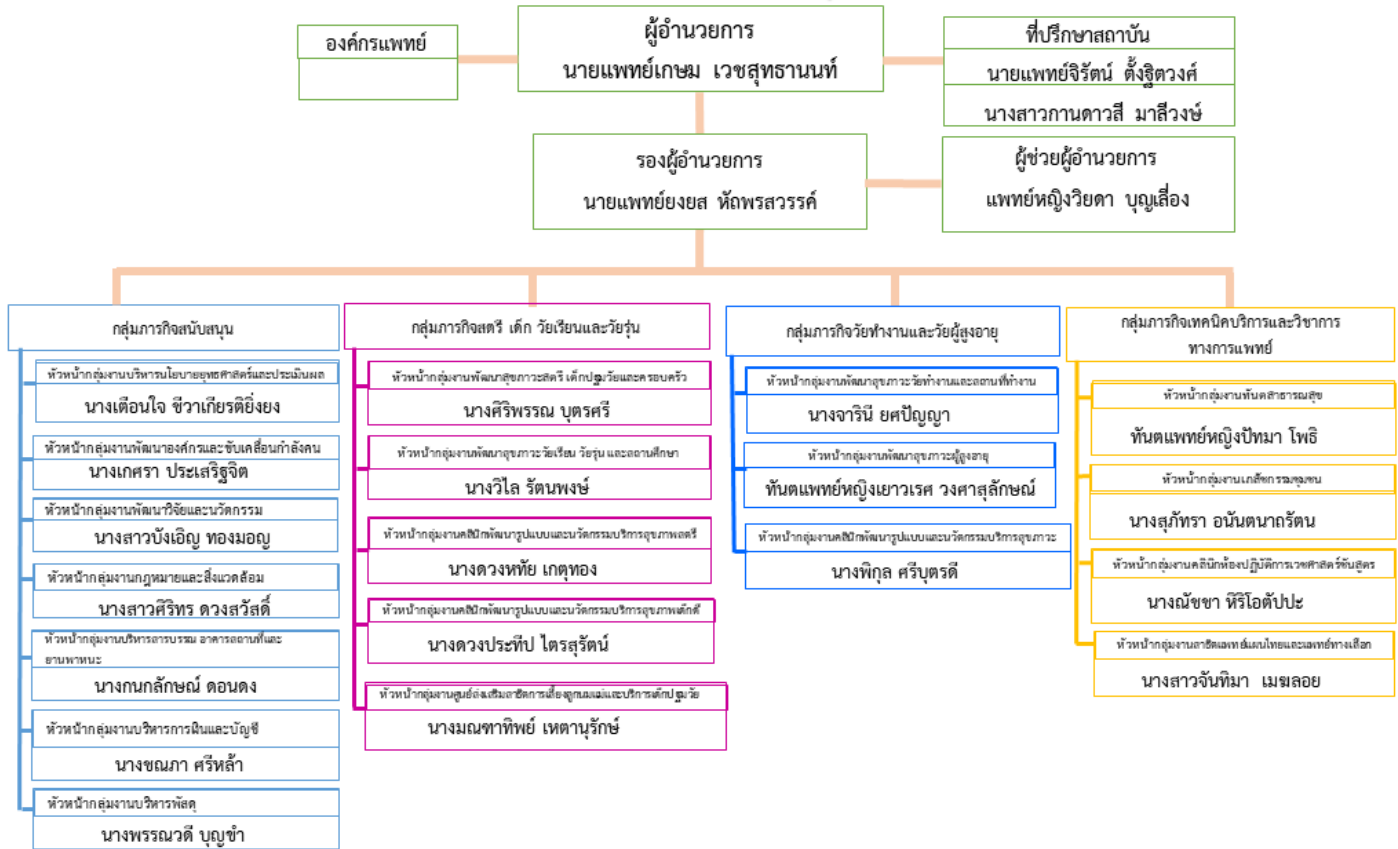 องค์กรแพทย์
ผู้อำนวยการ
นายแพทย์เกษม เวชสุทธานนท์
ที่ปรึกษาสถาบัน
นายแพทย์จิรัตน์ ตั้งฐิตวงศ์
นางสาวกานดาวสี มาลีวงษ์
รองผู้อำนวยการ
นายแพทย์ยงยส หัถพรสวรรค์
ผู้ช่วยผู้อำนวยการ
แพทย์หญิงวิยดา บุญเลื่อง
กลุ่มภารกิจสนับสนุน
หัวหน้ากลุ่มงานบริหารนโยบายยุทธศาสตร์และประเมินผล
นางเตือนใจ ชีวาเกียรติยิ่งยง
หัวหน้ากลุ่มงานพัฒนาองค์กรและขับเคลื่อนกำลังคน
นางเกศรา ประเสริฐจิต
หัวหน้ากลุ่มงานพัฒนาวิจัยและนวัตกรรม
นางสาวบังเอิญ ทองมอญ
หัวหน้ากลุ่มงานกฎหมายและสิ่งแวดล้อม
นางสาวศิริทร ดวงสวัสดิ์
หัวหน้ากลุ่มงานบริหารสารบรรณ อาคารสถานที่และ
ยานพาหนะ
นางกนกลักษณ์ ดอนดง
หัวหน้ากลุ่มงานบริหารการเงินและบัญชี
นางชณภา ศรีหล้า
หัวหน้ากลุ่มงานบริหารพัสดุ
นางพรรณวดี บุญขำ
กลุ่มภารกิจสตรี เด็ก วัยเรียนและวัยรุ่น
หัวหน้ากลุ่มงานพัฒนาสุขภาวะสตรี เด็กปฐมวัยและครอบครัว
นางศิริพรรณ บุตรศรี
หัวหน้ากลุ่มงานพัฒนาสุขภาวะวัยเรียน วัยรุ่น และสถานศึกษา
นางวิไล รัตนพงษ์
หัวหน้ากลุ่มงานคลินิกพัฒนารูปแบบและนวัตกรรมบริการสุขภาพสตรี
นางดวงหทัย เกตุทอง
หัวหน้ากลุ่มงานคลินิกพัฒนารูปแบบและนวัตกรรมบริการสุขภาพเด็กดี
นางดวงประทีป ไตรสุรัตน์
หัวหน้ากลุ่มงานศูนย์ส่งเสริมสาธิตการเลี้ยงลูกนมแม่และบริการเด็กปฐมวัย
นางมณฑาทิพย์ เหตานุรักษ์
กลุ่มภารกิจวัยทำงานและวัยผู้สูงอายุ
หัวหน้ากลุ่มงานพัฒนาสุขภาวะวัยทำงานและสถานที่ทำงาน
นางจารินี ยศปัญญา
หัวหน้ากลุ่มงานพัฒนาสุขภาวะผู้สูงอายุ
ทันตแพทย์หญิงเยาวเรศ วงศาสุลักษณ์
หัวหน้ากลุ่มงานคลินิกพัฒนารูปแบบและนวัตกรรมบริการสุขภาวะ
นางพิกุล ศรีบุตรดี
กลุ่มภารกิจเทคนิคบริการและวิชาการ
ทางการแพทย์
หัวหน้ากลุ่มงานทันตสาธารณสุข
ทันตแพทย์หญิงปัทมา โพธิ
หัวหน้ากลุ่มงานเภสัชกรรมชุมชน
นางสุภัทรา อนันตนาถรัตน
หัวหน้ากลุ่มงานคลินิกห้องปฏิบัติการเวชศาสตร์ชันสูตร
นางณัชชา หิริโอตัปปะ
หัวหน้ากลุ่มงานสาธิตแพทย์แผนไทยและแพทย์ทางเลือก
นางสาวจันทิมา เมฆลอย